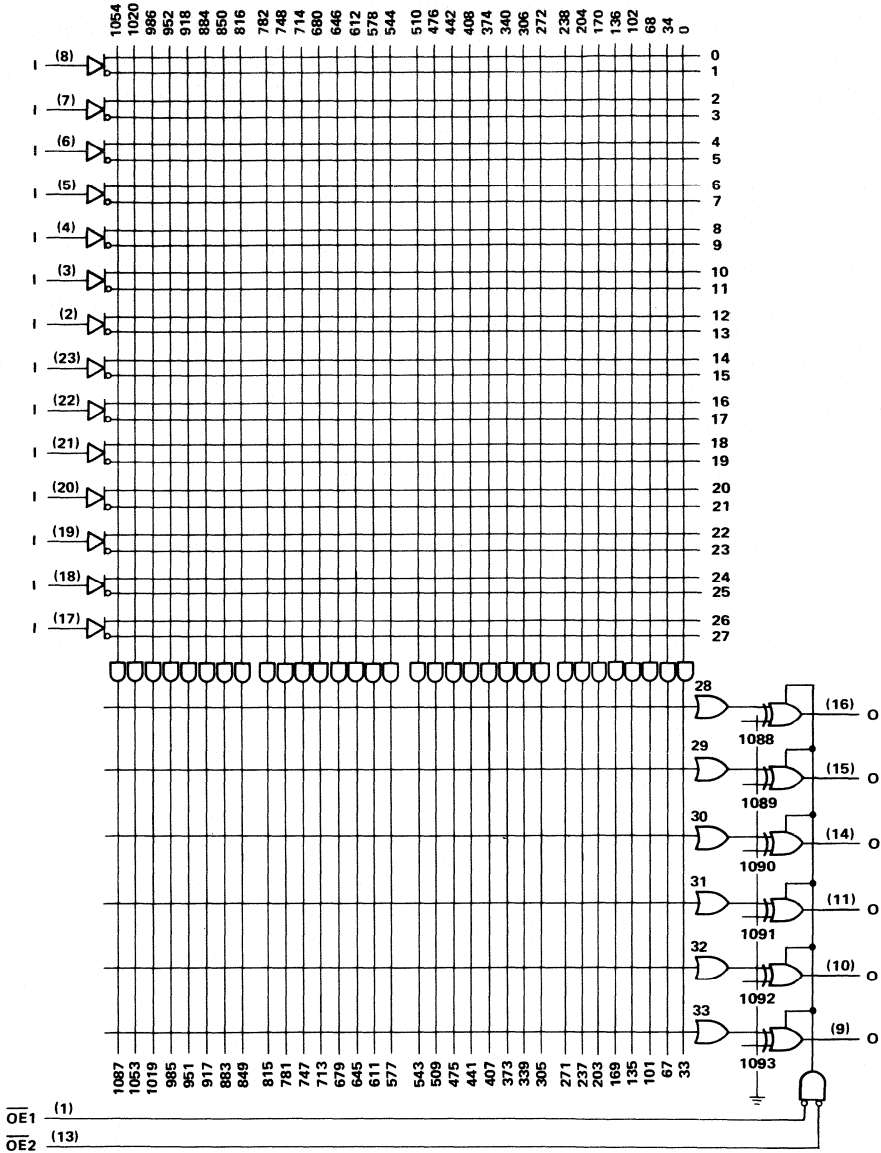 1054 1020 986 952 918 884 850 816 782 748 714 680 646 612 578 544 510 476 442 408 374 340 306 272 238 204 170 136 102 68 34 0
I (8) 0
1
I (7) 2
3
I (6) 4
5
I (5) 6
7
I (4) 8
9
I (3) 10
11
I (2) 12
13
I (23) 14
15
I (22) 16
17
I (21) 18
19
I (20) 20
21
I (19) 22
23
I (18) 24
25
I (17) 26
27
28 (16) O
1088
29 (15) O
1089
30 (14) O
1090
31 (11) O
1091
32 (10) O
1092
33 (9) O
1093
1087 1053 1019 985 951 917 883 849 815 781 747 713 679 645 611 577 543 509 475 441 407 373 339 305 271 237 203 169 135 101 67 33
OE1 (1)
OE2 (13)